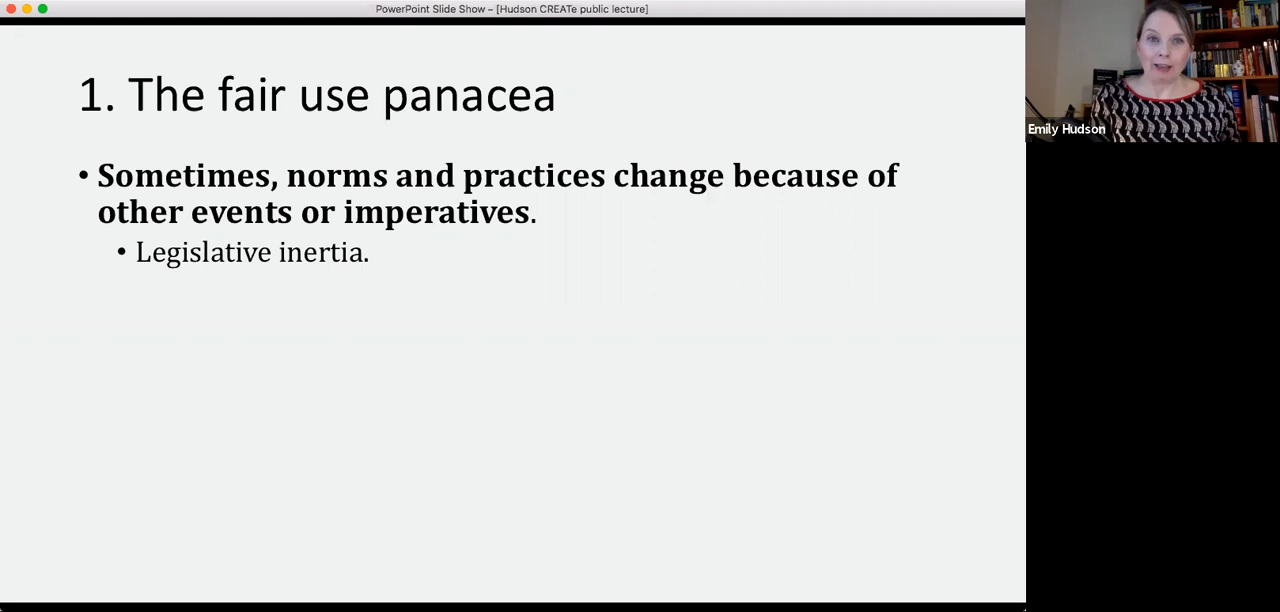 PowerPoint Slide Show – [Hudson CREATe public lecture]
1. The fair use panacea
• Sometimes, norms and practices change because of
other events or imperatives.
• Legislative inertia.
Emily Hudson